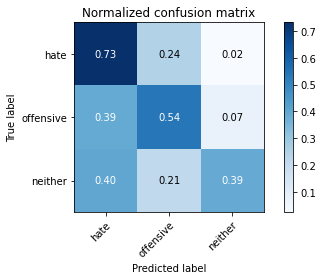 Normalized confusion matrix
hate 0.73 0.24 0.02
offensive 0.39 0.54 0.07
neither 0.40 0.21 0.39
hate offensive neither
True label
Predicted label
0.7
0.6
0.5
0.4
0.3
0.2
0.1